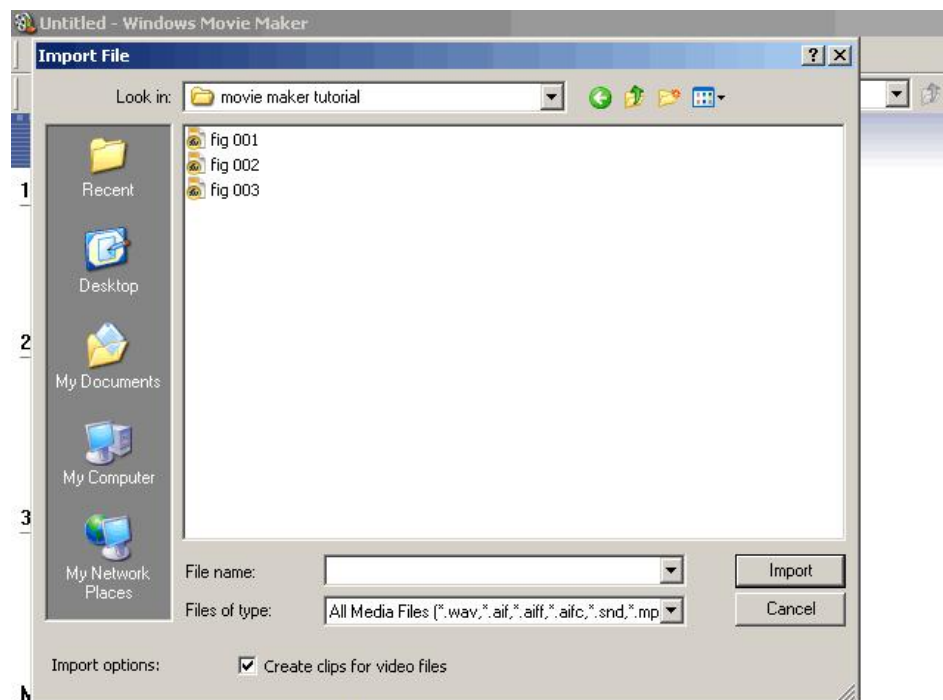 Untitled - Windows Movie Maker
Import File
Look in: movie maker tutorial
fig 001
fig 002
fig 003
Recent
Desktop
My Documents
My Computer
My Network
Places
1
2
3
File name:
Import
Files of type: All Media Files (*.wav,*.aif,*.aiff,*.aifc,*.snd,*.mp
Cancel
Import options: Create clips for video files